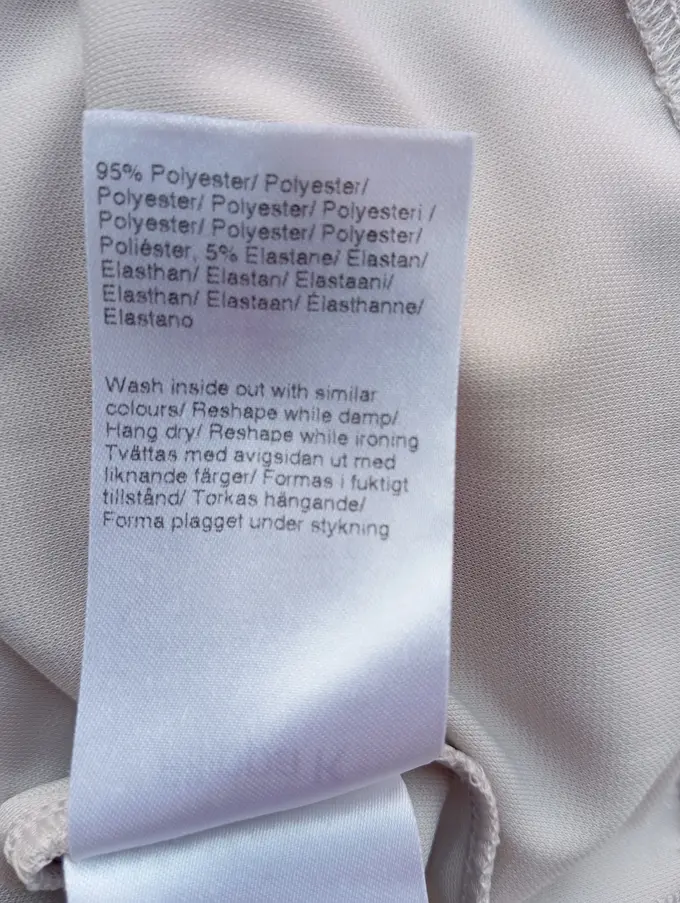 95% Polyester/ Polyester/
Polyester/ Polyester/ Polyesteri /
Polyester/ Polyester/ Polyester/
Poliéster, 5% Elastane/ Elastan/
Elasthan/ Elastan/ Elastaani/
Elasthan/ Elastaan/ Élasthanne/
Elastano
Wash inside out with similar
colours/ Reshape while damp/
Hang dry/ Reshape while ironing
Tvättas med avigsidan ut med
liknande färger/ Formas i fuktigt
tillstånd/ Torkas hängande/
Forma plagget under stykning